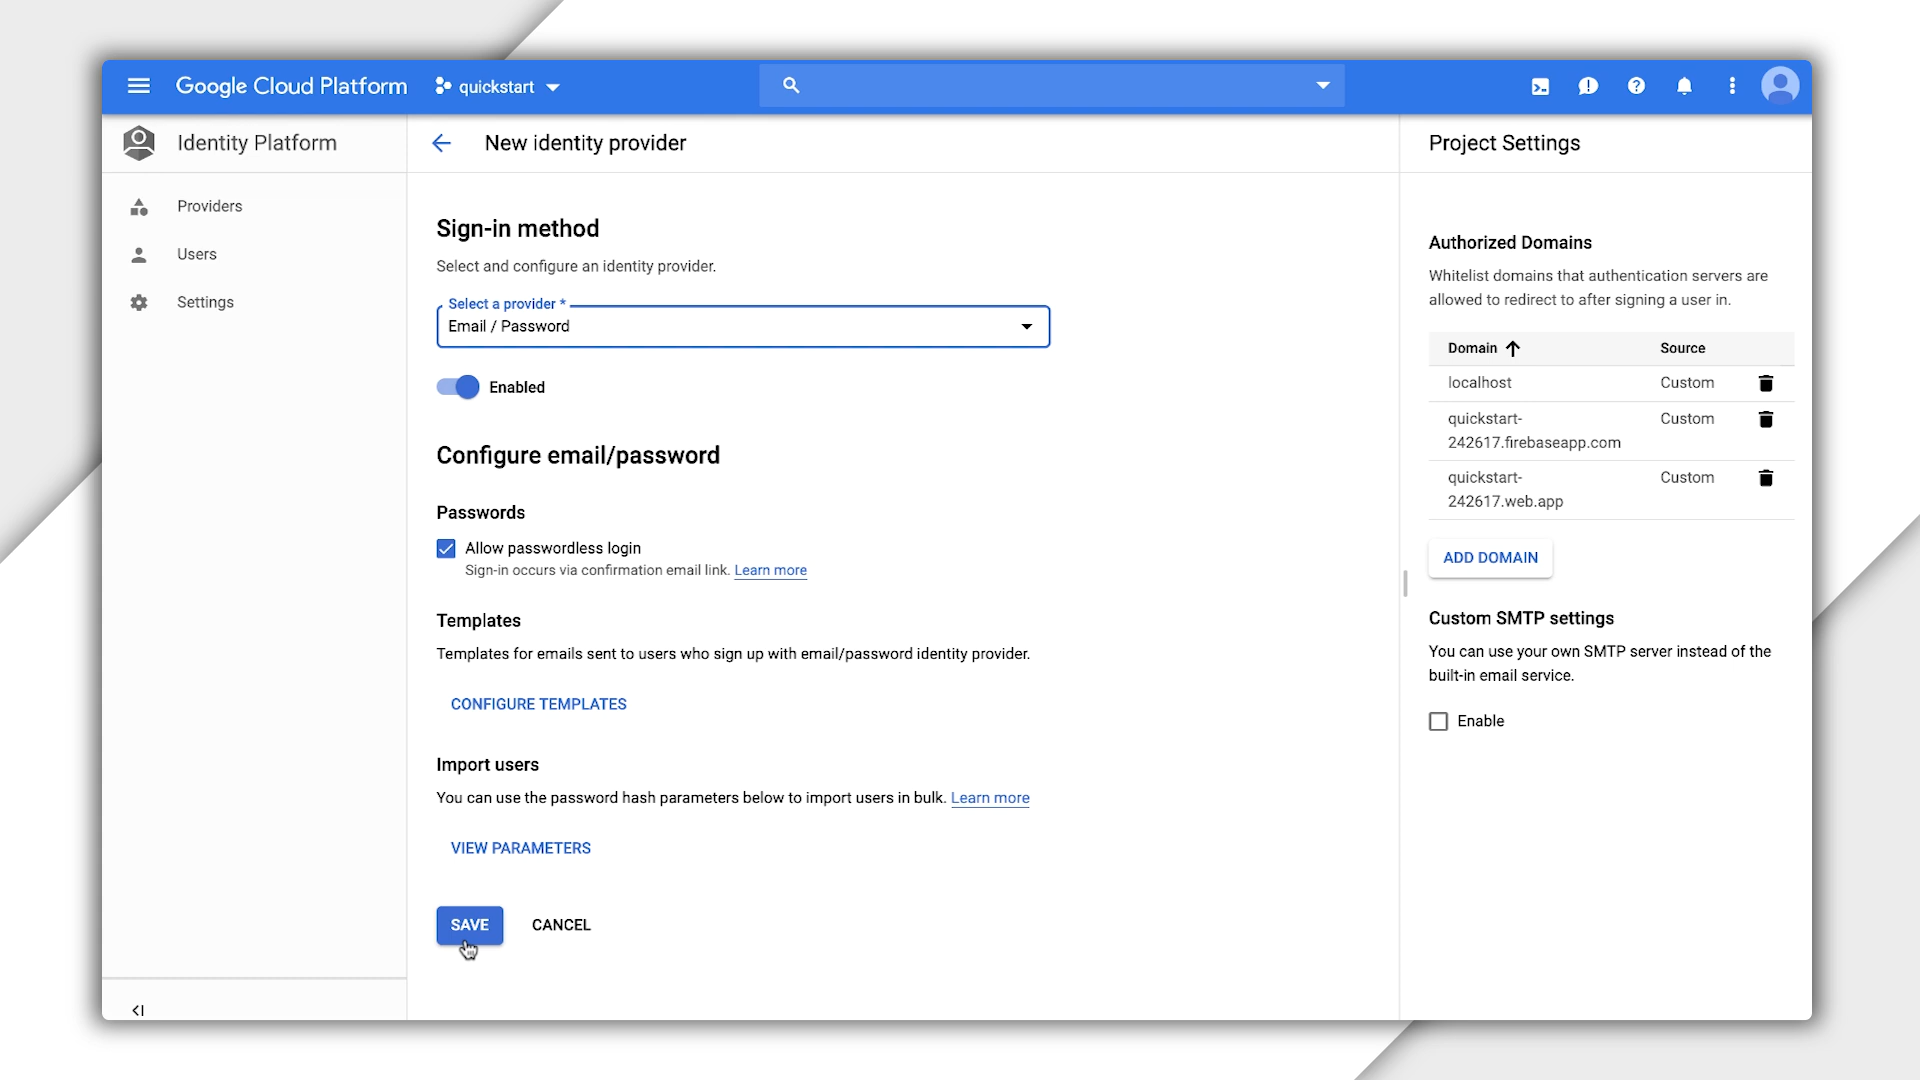 Google Cloud Platform
quickstart
Identity Platform
New identity provider
Project Settings
Providers
Users
Settings
Sign-in method
Select and configure an identity provider.
Select a provider *
Email / Password
Enabled
Configure email/password
Passwords
Allow passwordless login
Sign-in occurs via confirmation email link. Learn more
Templates
Templates for emails sent to users who sign up with email/password identity provider.
CONFIGURE TEMPLATES
Import users
You can use the password hash parameters below to import users in bulk. Learn more
VIEW PARAMETERS
SAVE
CANCEL
Authorized Domains
Whitelist domains that authentication servers are
allowed to redirect to after signing a user in.
Domain
Source
localhost
Custom
quickstart-
242617.firebaseapp.com
Custom
quickstart-
242617.web.app
Custom
ADD DOMAIN
Custom SMTP settings
You can use your own SMTP server instead of the
built-in email service.
Enable